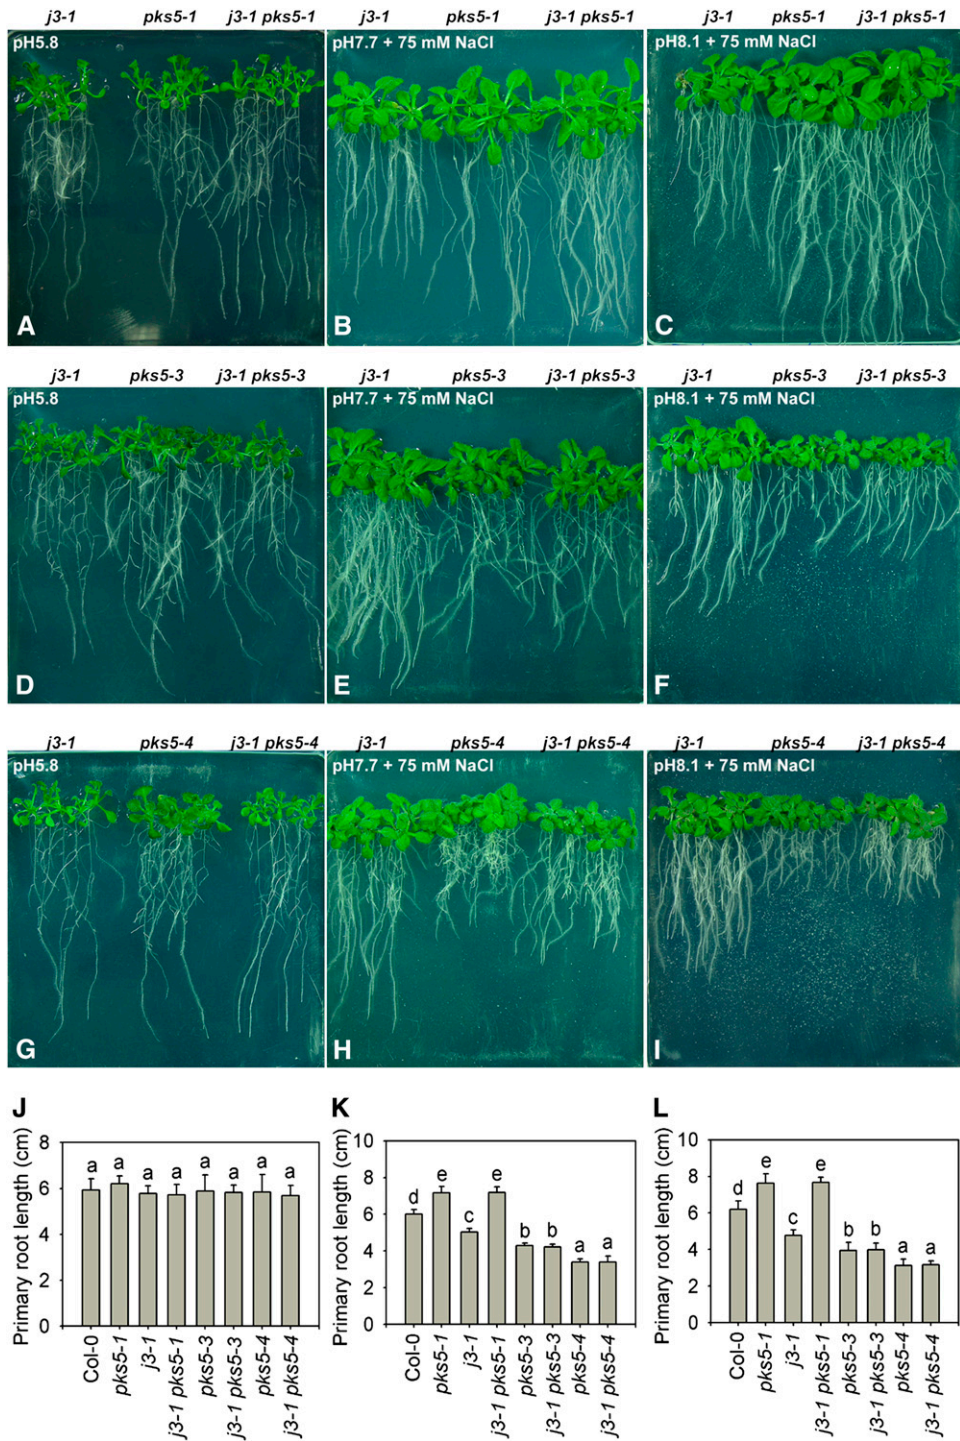 j3-1 pks5-1 j3-1 pks5-1 j3-1 pks5-1 j3-1 pks5-1 j3-1 pks5-1 j3-1 pks5-1
pH5.8 pH7.7 + 75 mM NaCl pH8.1 + 75 mM NaCl
A B C
j3-1 pks5-3 j3-1 pks5-3 j3-1 pks5-3 j3-1 pks5-3 j3-1 pks5-3 j3-1 pks5-3
pH5.8 pH7.7 + 75 mM NaCl pH8.1 + 75 mM NaCl
D E F
j3-1 pks5-4 j3-1 pks5-4 j3-1 pks5-4 j3-1 pks5-4 j3-1 pks5-4 j3-1 pks5-4
pH5.8 pH7.7 + 75 mM NaCl pH8.1 + 75 mM NaCl
G H I
J
Primary root length (cm)
8
6
4
2
0
a a a a a a a a
Col-0
pks5-1
j3-1
j3-1 pks5-1
pks5-3
j3-1 pks5-3
pks5-4
j3-1 pks5-4
K
Primary root length (cm)
10
8
6
4
2
0
d e c e b b a a
Col-0
pks5-1
j3-1
j3-1 pks5-1
pks5-3
j3-1 pks5-3
pks5-4
j3-1 pks5-4
L
Primary root length (cm)
10
8
6
4
2
0
d e c e b b a a
Col-0
pks5-1
j3-1
j3-1 pks5-1
pks5-3
j3-1 pks5-3
pks5-4
j3-1 pks5-4